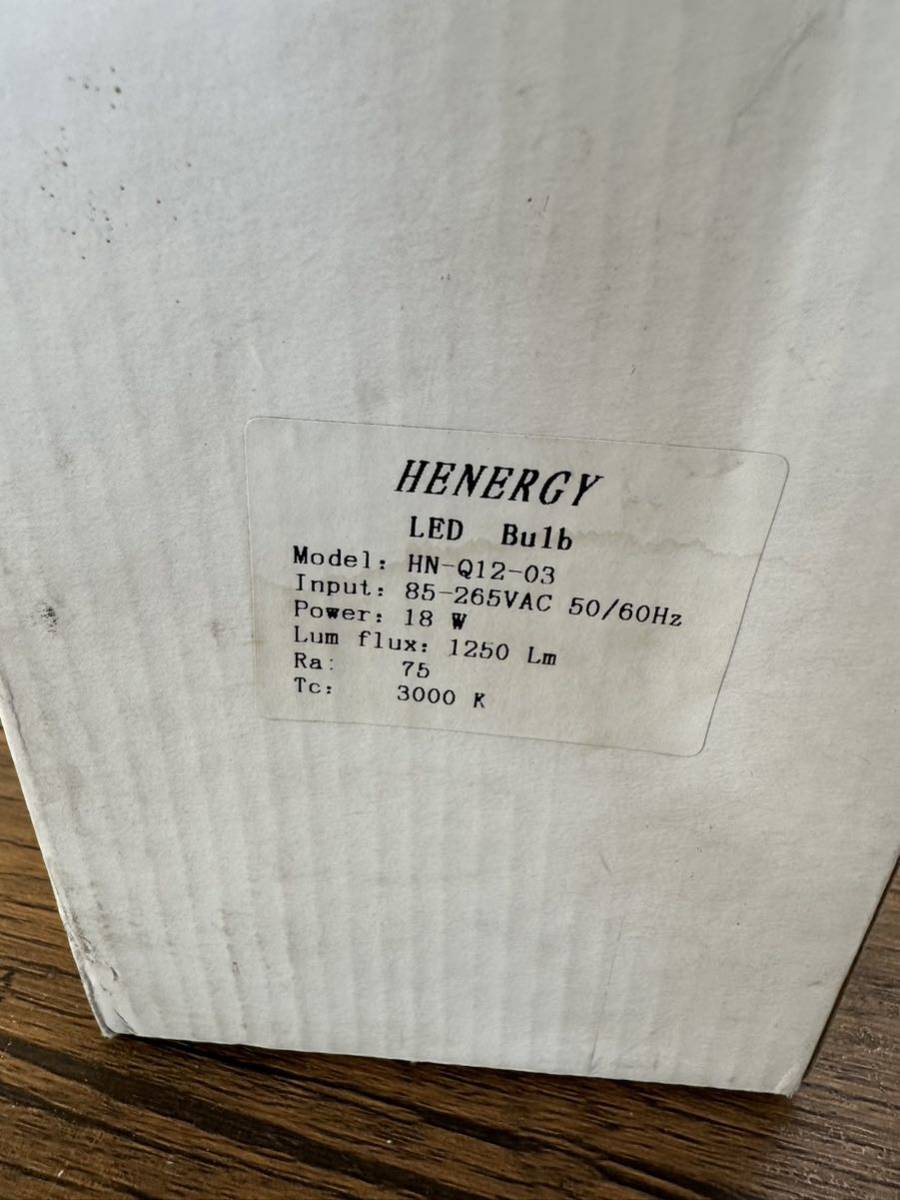 HENERGY
LED Bulb
Model: HN-Q12-03
Input: 85-265VAC 50/60Hz
Power: 18 W
Lum flux: 1250 Lm
Ra: 75
Tc: 3000 K